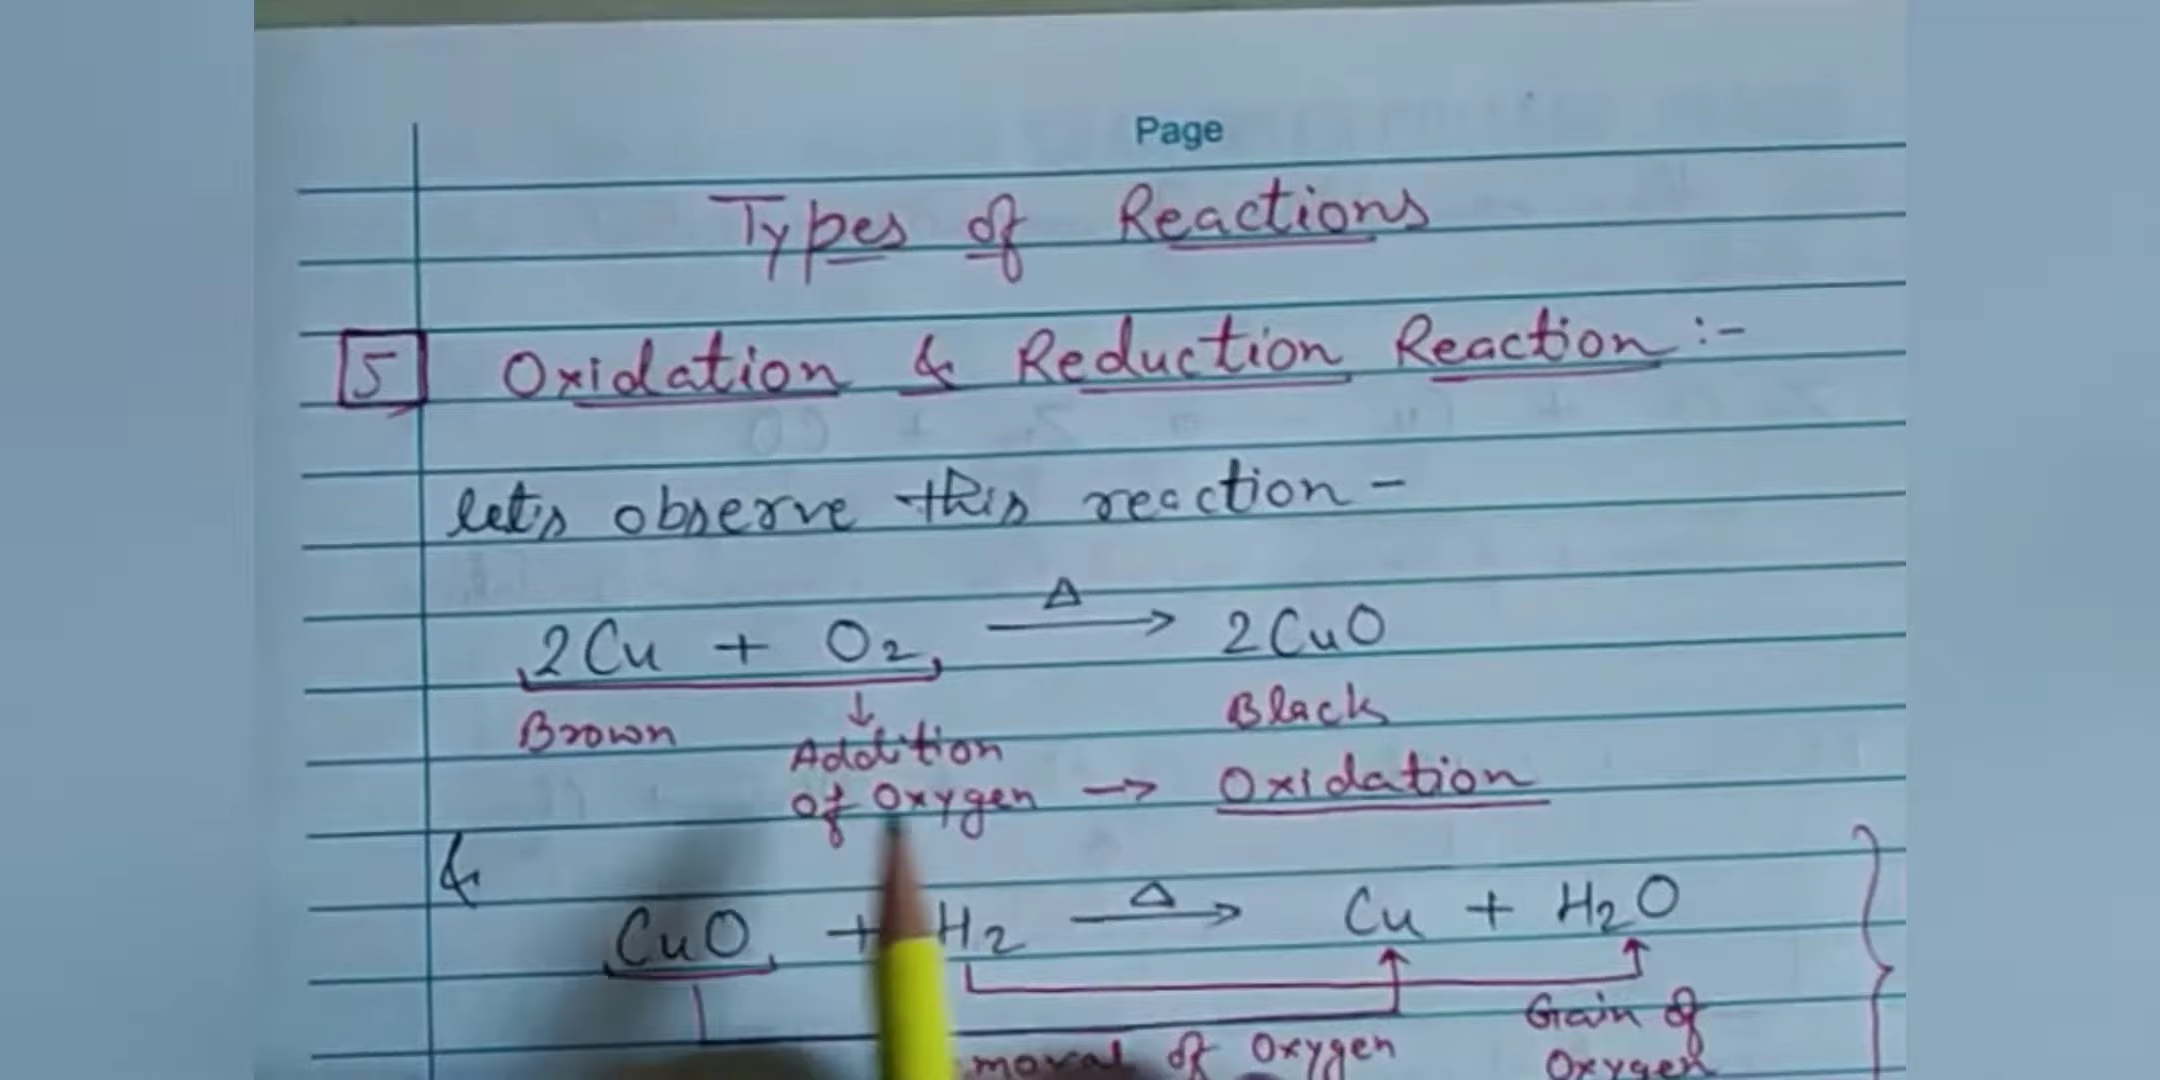 Page
Types of Reactions
5 Oxidation & Reduction Reaction :-
let's observe this reaction -
2Cu + O2 Δ → 2CuO
Brown ↓ Black
Addition
of Oxygen → Oxidation
&
CuO + H2 Δ → Cu + H2O
Gain of
moval of Oxygen Oxygen